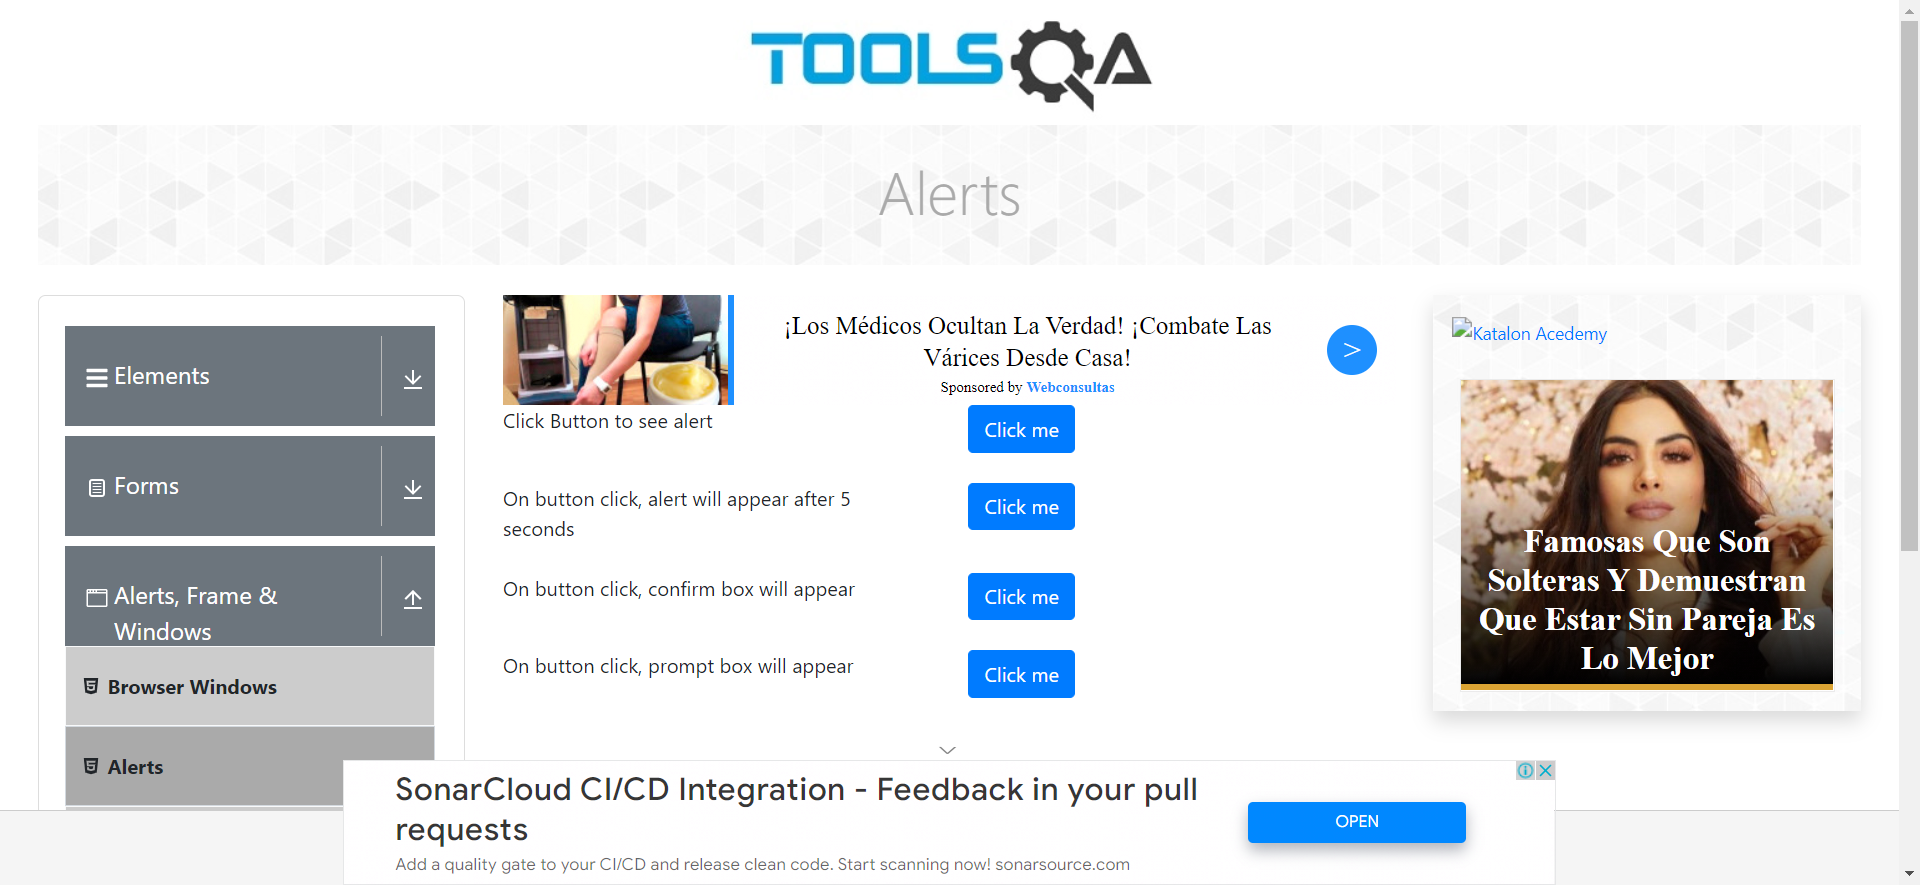 TOOLSQA
Alerts
Elements
Forms
Alerts, Frame &
Windows
Browser Windows
Alerts
¡Los Médicos Ocultan La Verdad! ¡Combate Las
Várices Desde Casa!
Sponsored by Webconsultas
>
Click Button to see alert
Click me
On button click, alert will appear after 5
seconds
Click me
On button click, confirm box will appear
Click me
On button click, prompt box will appear
Click me
Katalon Acedemy
Famosas Que Son
Solteras Y Demuestran
Que Estar Sin Pareja Es
Lo Mejor
SonarCloud CI/CD Integration - Feedback in your pull
requests
Add a quality gate to your CI/CD and release clean code. Start scanning now! sonarsource.com
OPEN